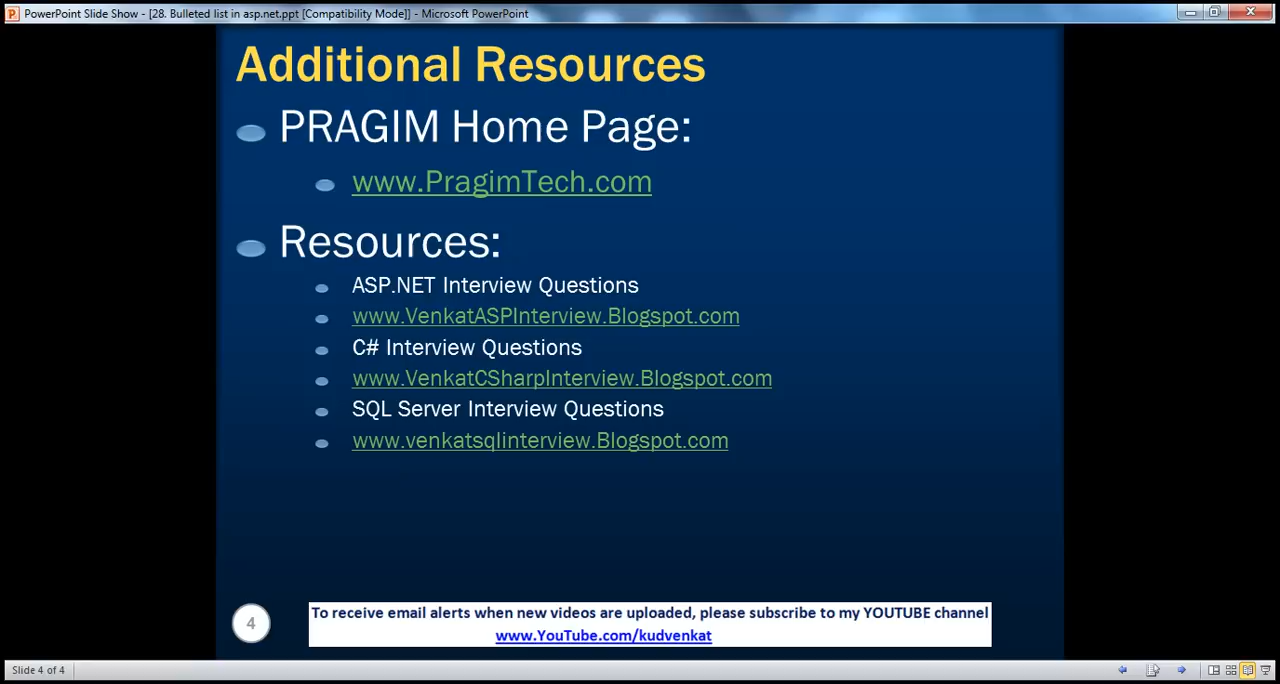 PowerPoint Slide Show - [28. Bulleted list in asp.net.ppt [Compatibility Mode]] - Microsoft PowerPoint
Additional Resources
PRAGIM Home Page:
www.PragimTech.com
Resources:
ASP.NET Interview Questions
www.VenkatASPInterview.Blogspot.com
C# Interview Questions
www.VenkatCSharpInterview.Blogspot.com
SQL Server Interview Questions
www.venkatsqlinterview.Blogspot.com
4
To receive email alerts when new videos are uploaded, please subscribe to my YOUTUBE channel
www.YouTube.com/kudvenkat
Slide 4 of 4